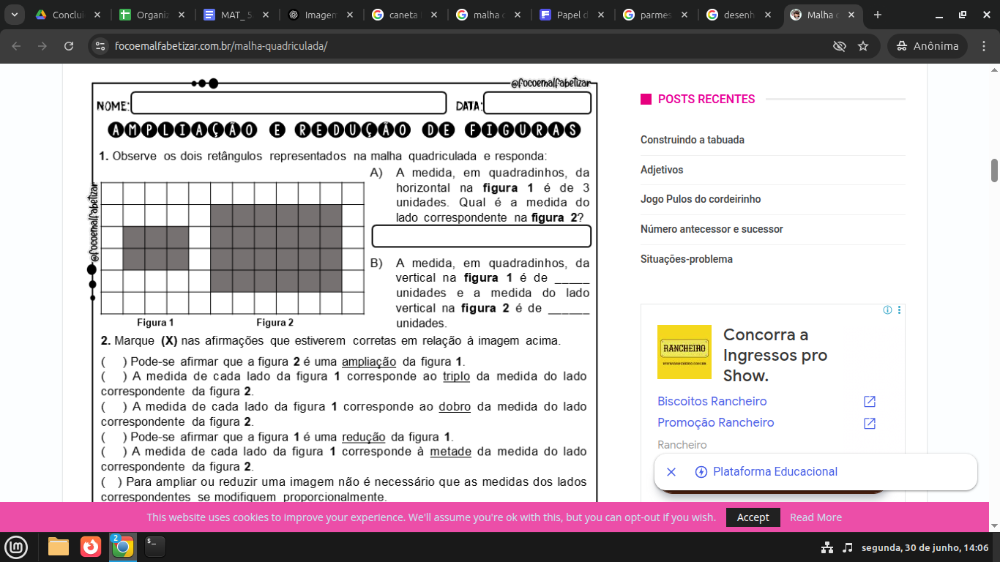 Conclui
Organiz
MAT_ 5
Imagem
caneta
malha c
Papel d
parmes
desenh
Malha c
focoemalfabetizar.com.br/malha-quadriculada/
Anônima
@focoemalfabetizar
NOME:
DATA:
AMPLIAÇÃO E REDUÇÃO DE FIGURAS
1. Observe os dois retângulos representados na malha quadriculada e responda:
@focoemalfabetizar
Figura 1
Figura 2
A) A medida, em quadradinhos, da
horizontal na figura 1 é de 3
unidades. Qual é a medida do
lado correspondente na figura 2?
B) A medida, em quadradinhos, da
vertical na figura 1 é de _____
unidades e a medida do lado
vertical na figura 2 é de ______
unidades.
2. Marque (X) nas afirmações que estiverem corretas em relação à imagem acima.
( ) Pode-se afirmar que a figura 2 é uma ampliação da figura 1.
( ) A medida de cada lado da figura 1 corresponde ao triplo da medida do lado
correspondente da figura 2.
( ) A medida de cada lado da figura 1 corresponde ao dobro da medida do lado
correspondente da figura 2.
( ) Pode-se afirmar que a figura 1 é uma redução da figura 1.
( ) A medida de cada lado da figura 1 corresponde à metade da medida do lado
correspondente da figura 2.
( ) Para ampliar ou reduzir uma imagem não é necessário que as medidas dos lados
correspondentes se modifiquem proporcionalmente.
POSTS RECENTES
Construindo a tabuada
Adjetivos
Jogo Pulos do cordeirinho
Número antecessor e sucessor
Situações-problema
RANCHEIRO
WWW.RANCHEIRO.COM.BR
Concorra a
Ingressos pro
Show.
Biscoitos Rancheiro
Promoção Rancheiro
Rancheiro
Plataforma Educacional
This website uses cookies to improve your experience. We'll assume you're ok with this, but you can opt-out if you wish.
Accept
Read More
2
segunda, 30 de junho, 14:06